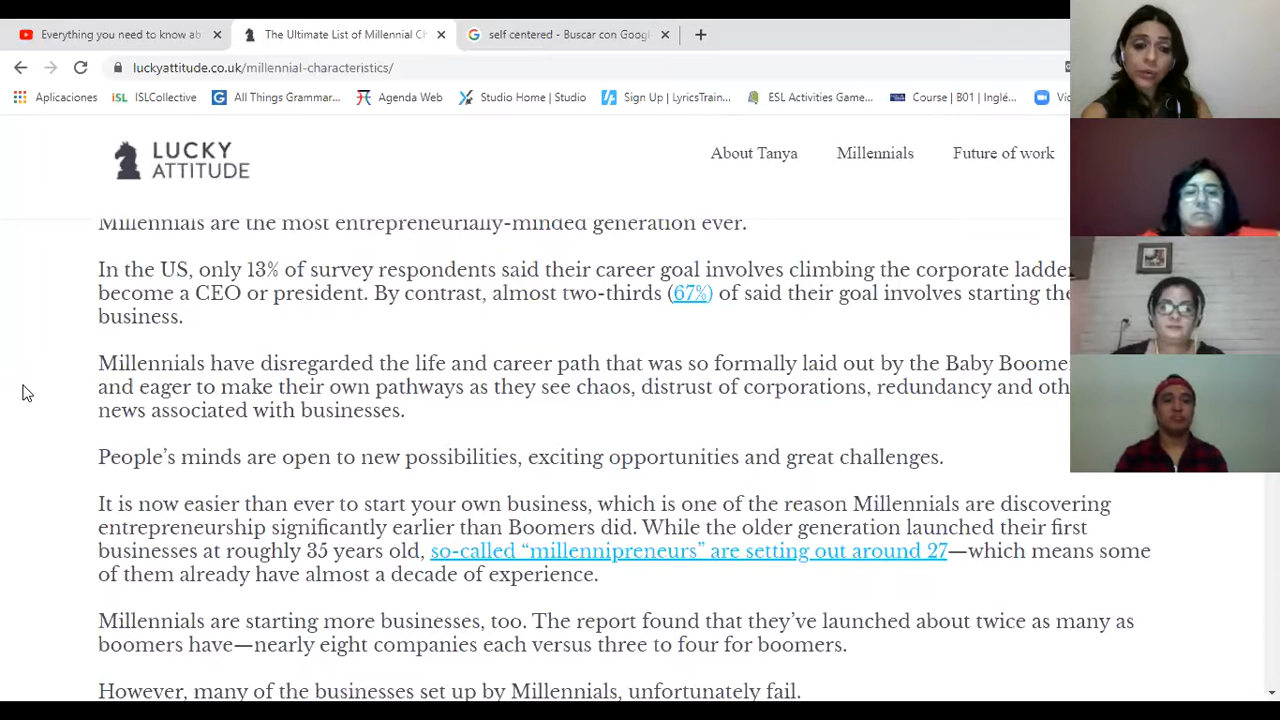 Everything you need to know ab
The Ultimate List of Millennial Ch
self centered - Buscar con Googl
luckyattitude.co.uk/millennial-characteristics/
Aplicaciones
iSL ISLCollective
All Things Grammar...
Agenda Web
Studio Home | Studio
Sign Up | LyricsTrain...
ESL Activities Game...
Course | B01 | Inglé...
LUCKY
ATTITUDE
About Tanya
Millennials
Future of work
Millennials are the most entrepreneurially-minded generation ever.
In the US, only 13% of survey respondents said their career goal involves climbing the corporate ladde
become a CEO or president. By contrast, almost two-thirds (67%) of said their goal involves starting the
business.
Millennials have disregarded the life and career path that was so formally laid out by the Baby Boome
and eager to make their own pathways as they see chaos, distrust of corporations, redundancy and oth
news associated with businesses.
People's minds are open to new possibilities, exciting opportunities and great challenges.
It is now easier than ever to start your own business, which is one of the reason Millennials are discovering
entrepreneurship significantly earlier than Boomers did. While the older generation launched their first
businesses at roughly 35 years old, so-called “millennipreneurs” are setting out around 27—which means some
of them already have almost a decade of experience.
Millennials are starting more businesses, too. The report found that they've launched about twice as many as
boomers have—nearly eight companies each versus three to four for boomers.
However, many of the businesses set up by Millennials, unfortunately fail.